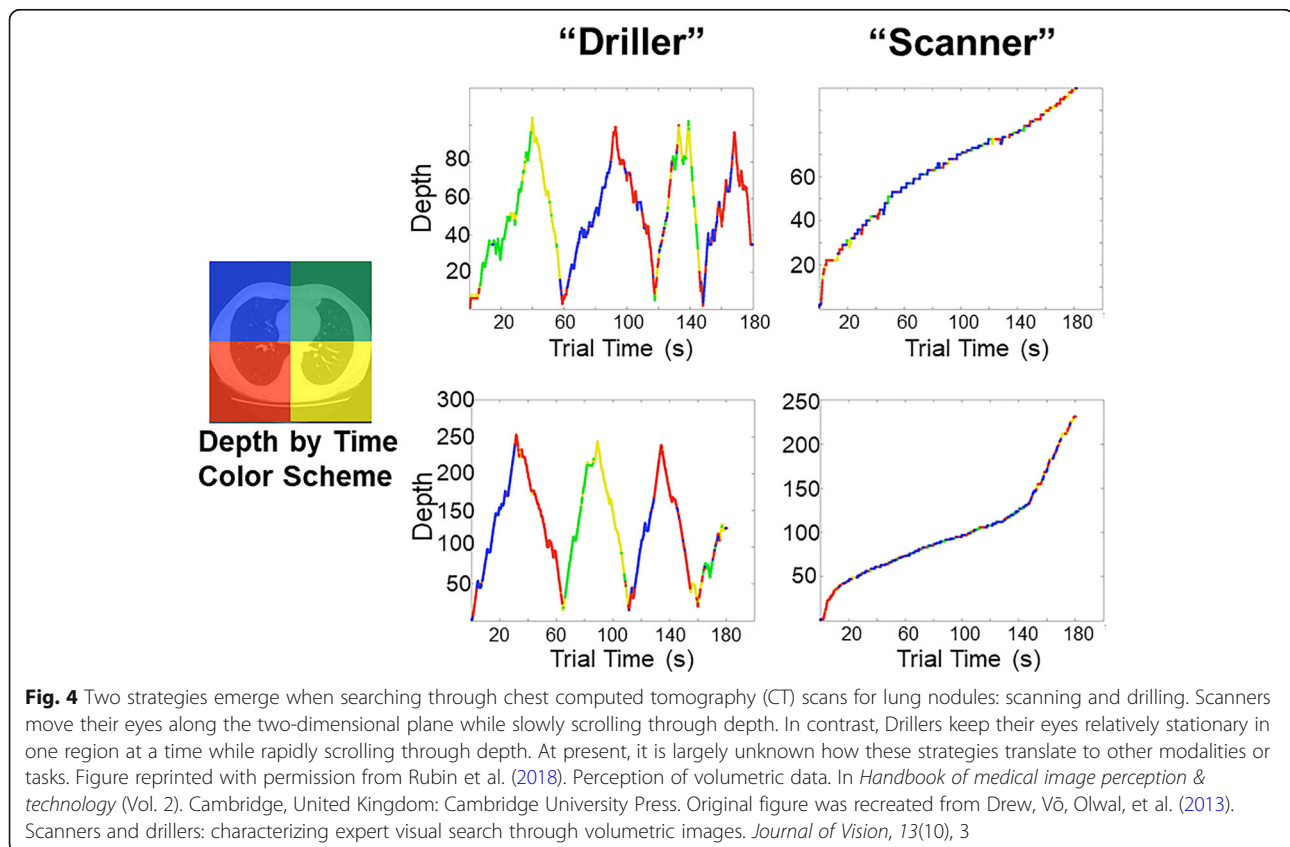 “Driller”
“Scanner”
Depth
80
60
40
20
20 60 100 140 180
Trial Time (s)
60
40
20
20 60 100 140 180
Trial Time (s)
Depth by Time
Color Scheme
Depth
300
250
200
150
100
50
20 60 100 140 180
Trial Time (s)
250
200
150
100
50
20 60 100 140 180
Trial Time (s)
Fig. 4 Two strategies emerge when searching through chest computed tomography (CT) scans for lung nodules: scanning and drilling. Scanners
move their eyes along the two-dimensional plane while slowly scrolling through depth. In contrast, Drillers keep their eyes relatively stationary in
one region at a time while rapidly scrolling through depth. At present, it is largely unknown how these strategies translate to other modalities or
tasks. Figure reprinted with permission from Rubin et al. (2018). Perception of volumetric data. In Handbook of medical image perception &
technology (Vol. 2). Cambridge, United Kingdom: Cambridge University Press. Original figure was recreated from Drew, Võ, Olwal, et al. (2013).
Scanners and drillers: characterizing expert visual search through volumetric images. Journal of Vision, 13(10), 3